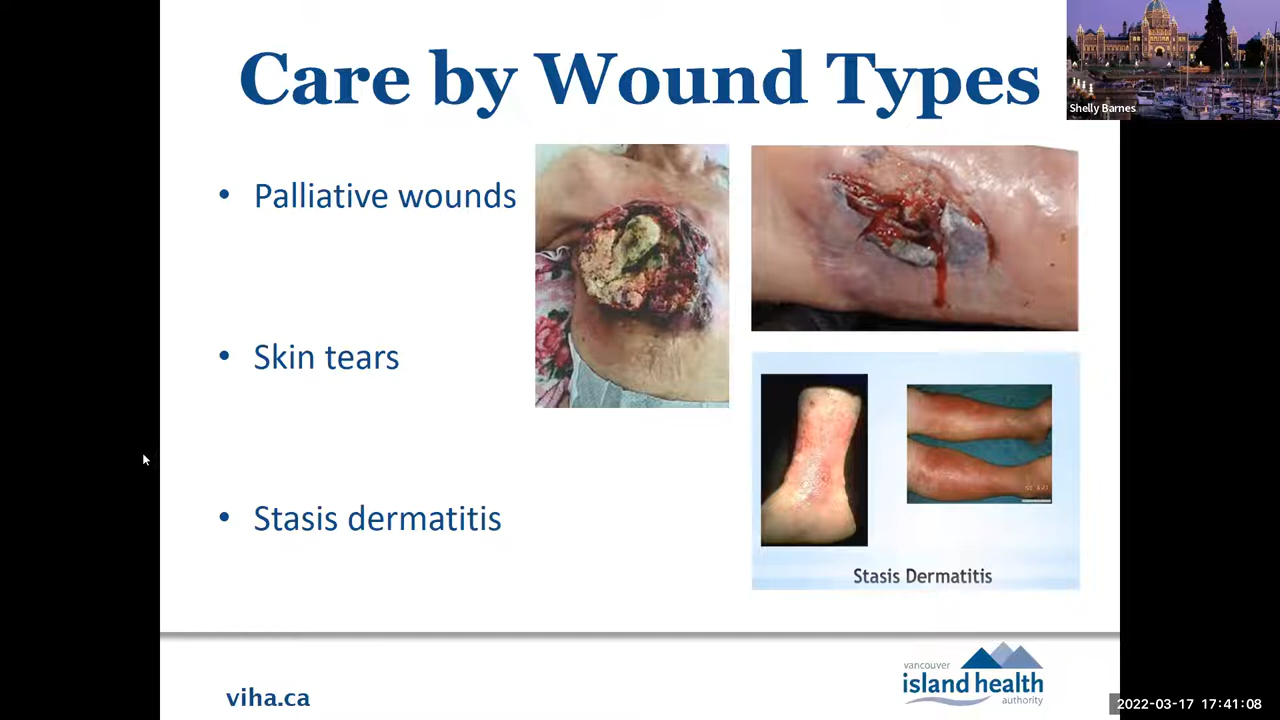 Care by Wound Types
Shelly Barnes
• Palliative wounds
• Skin tears
• Stasis dermatitis
Stasis Dermatitis
viha.ca
vancouver
island health
authority
2022-03-17 17:41:08